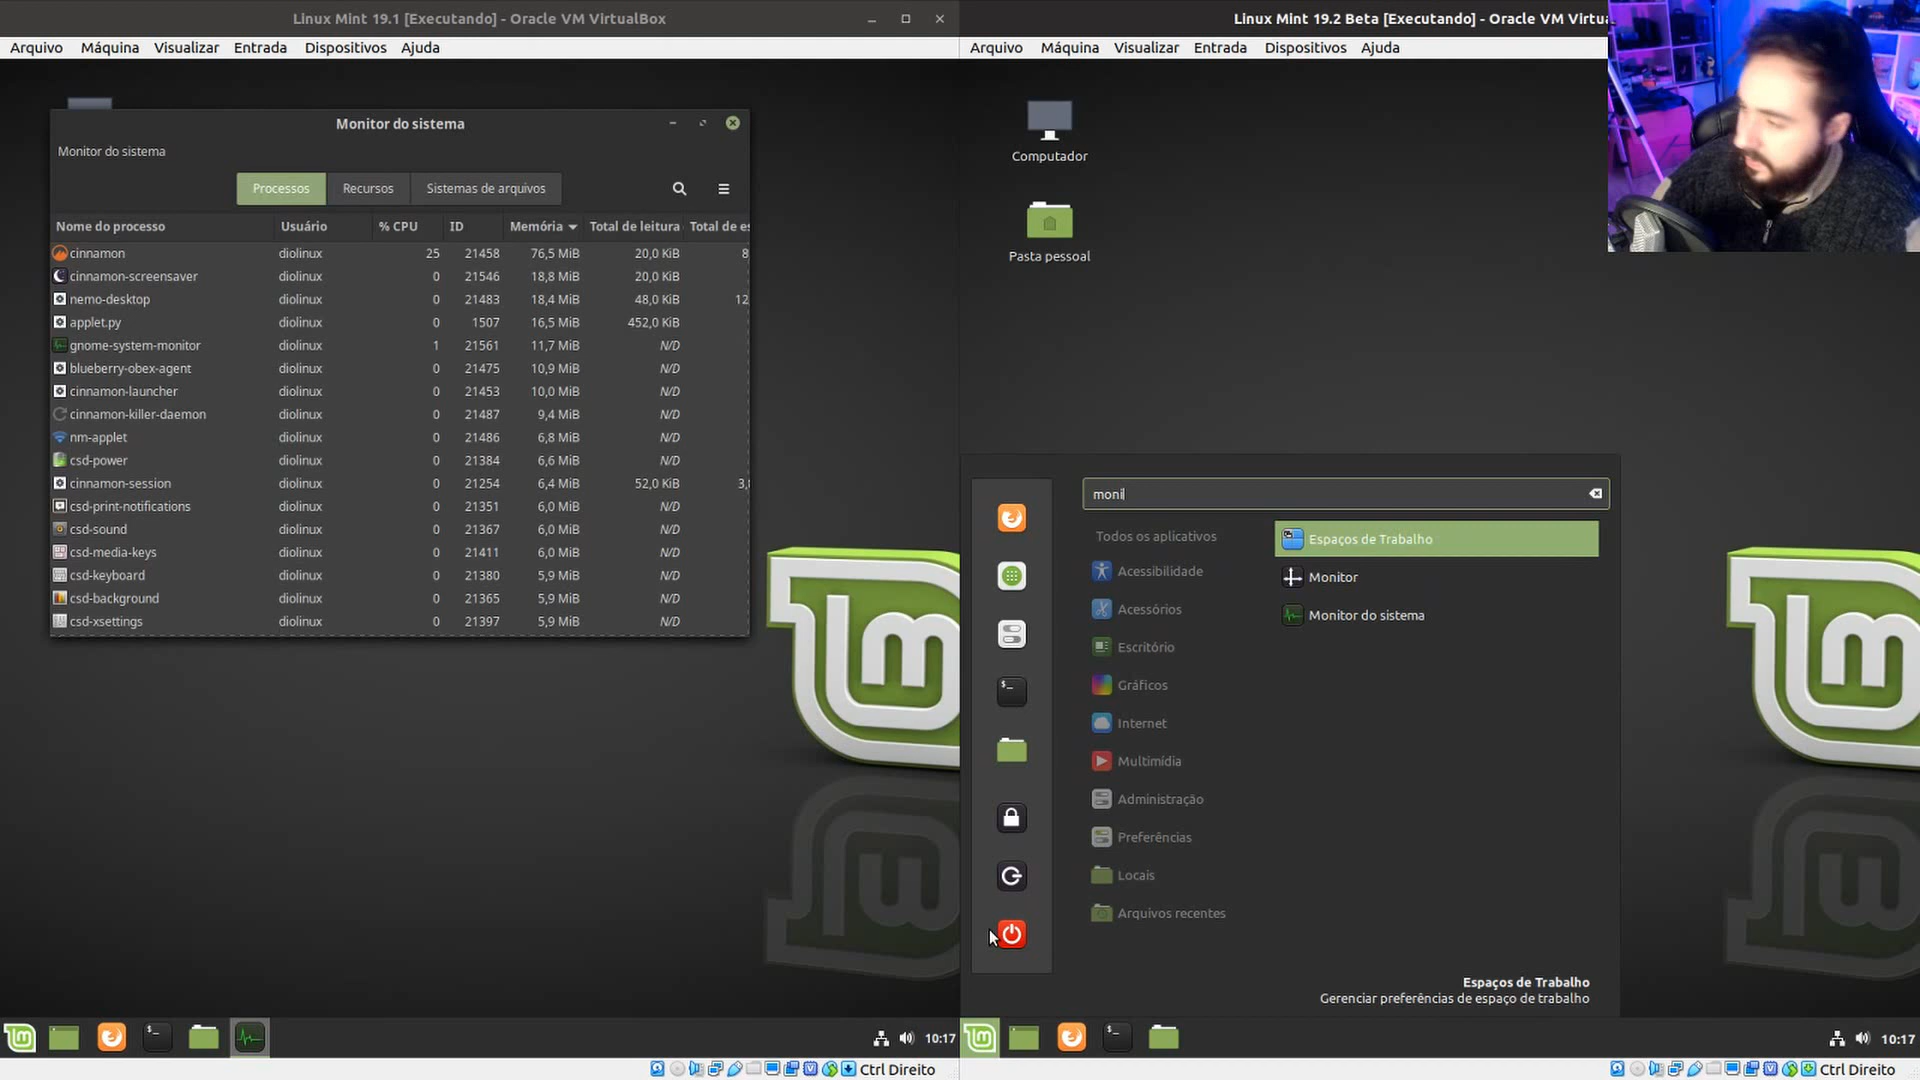 Linux Mint 19.1 [Executando] - Oracle VM VirtualBox
Arquivo Máquina Visualizar Entrada Dispositivos Ajuda
Monitor do sistema
Monitor do sistema
Processos Recursos Sistemas de arquivos
Nome do processo Usuário % CPU ID Memória Total de leitura Total de es
cinnamon diolinux 25 21458 76,5 MiB 20,0 KiB 8
cinnamon-screensaver diolinux 0 21546 18,8 MiB 20,0 KiB
nemo-desktop diolinux 0 21483 18,4 MiB 48,0 KiB 12
applet.py diolinux 0 1507 16,5 MiB 452,0 KiB
gnome-system-monitor diolinux 1 21561 11,7 MiB N/D
blueberry-obex-agent diolinux 0 21475 10,9 MiB N/D
cinnamon-launcher diolinux 0 21453 10,0 MiB N/D
cinnamon-killer-daemon diolinux 0 21487 9,4 MiB N/D
nm-applet diolinux 0 21486 6,8 MiB N/D
csd-power diolinux 0 21384 6,6 MiB N/D
cinnamon-session diolinux 0 21254 6,4 MiB 52,0 KiB 3,
csd-print-notifications diolinux 0 21351 6,0 MiB N/D
csd-sound diolinux 0 21367 6,0 MiB N/D
csd-media-keys diolinux 0 21411 6,0 MiB N/D
csd-keyboard diolinux 0 21380 5,9 MiB N/D
csd-background diolinux 0 21365 5,9 MiB N/D
csd-xsettings diolinux 0 21397 5,9 MiB N/D
10:17
Ctrl Direito
Linux Mint 19.2 Beta [Executando] - Oracle VM Virtua
Arquivo Máquina Visualizar Entrada Dispositivos Ajuda
Computador
Pasta pessoal
moni
Todos os aplicativos
Acessibilidade
Acessórios
Escritório
Gráficos
Internet
Multimídia
Administração
Preferências
Locais
Arquivos recentes
Espaços de Trabalho
Monitor
Monitor do sistema
Espaços de Trabalho
Gerenciar preferências de espaço de trabalho
10:17
Ctrl Direito